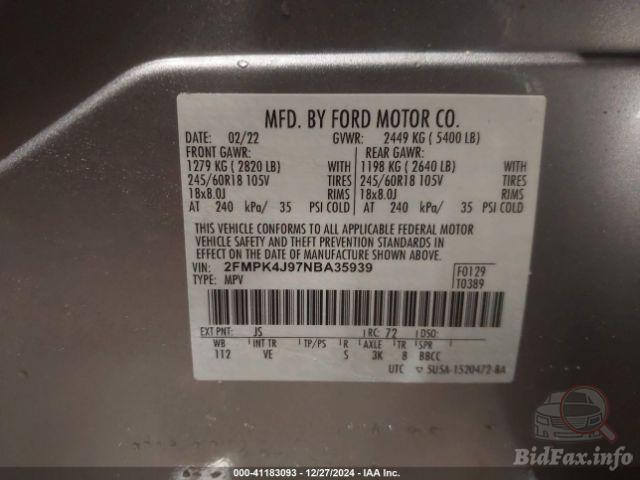 MFD. BY FORD MOTOR CO.
DATE: 02/22 GVWR: 2449 KG ( 5400 LB)
FRONT GAWR: REAR GAWR:
1279 KG ( 2820 LB) WITH 1198 KG ( 2640 LB) WITH
245/60R18 105V TIRES 245/60R18 105V TIRES
18x8.0J RIMS 18x8.0J RIMS
AT 240 kPa/ 35 PSI COLD AT 240 kPa/ 35 PSI COLD
THIS VEHICLE CONFORMS TO ALL APPLICABLE FEDERAL MOTOR
VEHICLE SAFETY AND THEFT PREVENTION STANDARDS IN
EFFECT ON THE DATE OF MANUFACTURE SHOWN ABOVE.
VIN: 2FMPK4J97NBA35939 F0129
TYPE: MPV T0389
EXT PNT: JS RC: 72 DSO:
WB INT TR TP/PS R AXLE TR SPR
112 VE S 3K 8 BBCC
UTC ▽ SU5A-1520472-BA
BidFax.info
000-41183093 - 12/27/2024 - IAA Inc.